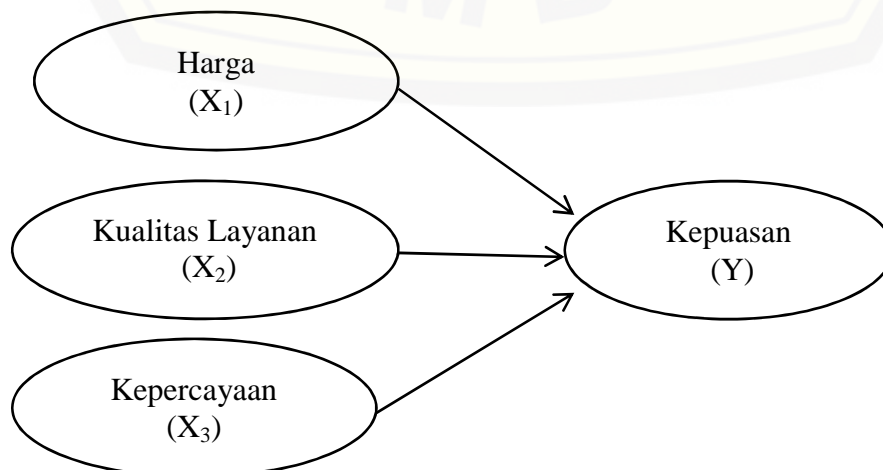 Harga
(X₁)
Kualitas Layanan
(X₂)
Kepuasan
(Y)
Kepercayaan
(X₃)